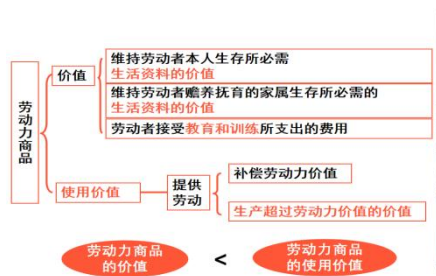 劳动力商品
价值
维持劳动者本人生存所必需
生活资料的价值
维持劳动者赡养抚育的家属生存所必需的
生活资料的价值
劳动者接受教育和训练所支出的费用
使用价值
提供
劳动
补偿劳动力价值
生产超过劳动力价值的价值
劳动力商品
的价值
<
劳动力商品
的使用价值